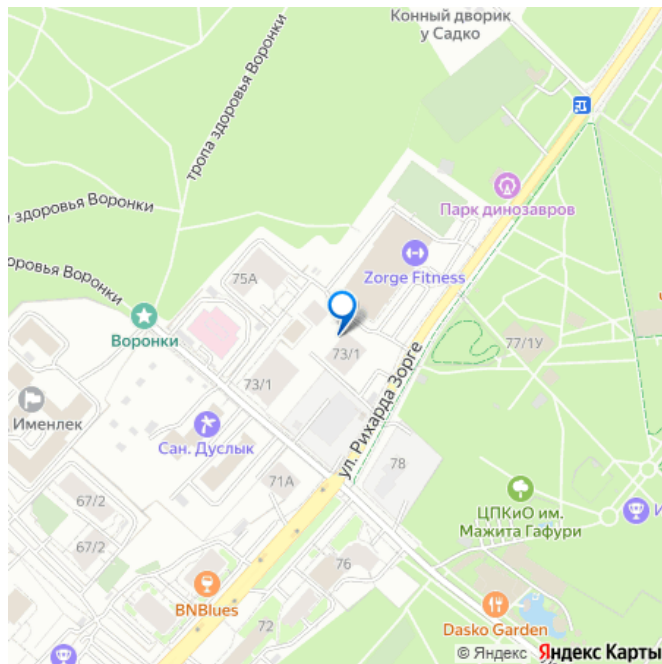 Конный дворик
у Садко
тропа здоровья Воронки
Парк динозавров
здоровья Воронки
Zorge Fitness
75А
оровья Воронки
Воронки
73/1
77/1У
ул. Рихарда Зорге
73/1
Именлек
Сан. Дуслык
78
71А
67/2
ЦПКиО им.
Мажита Гафури
И
67/2
76
BNBlues
72
Dasko Garden
© Яндекс Яндекс Карты